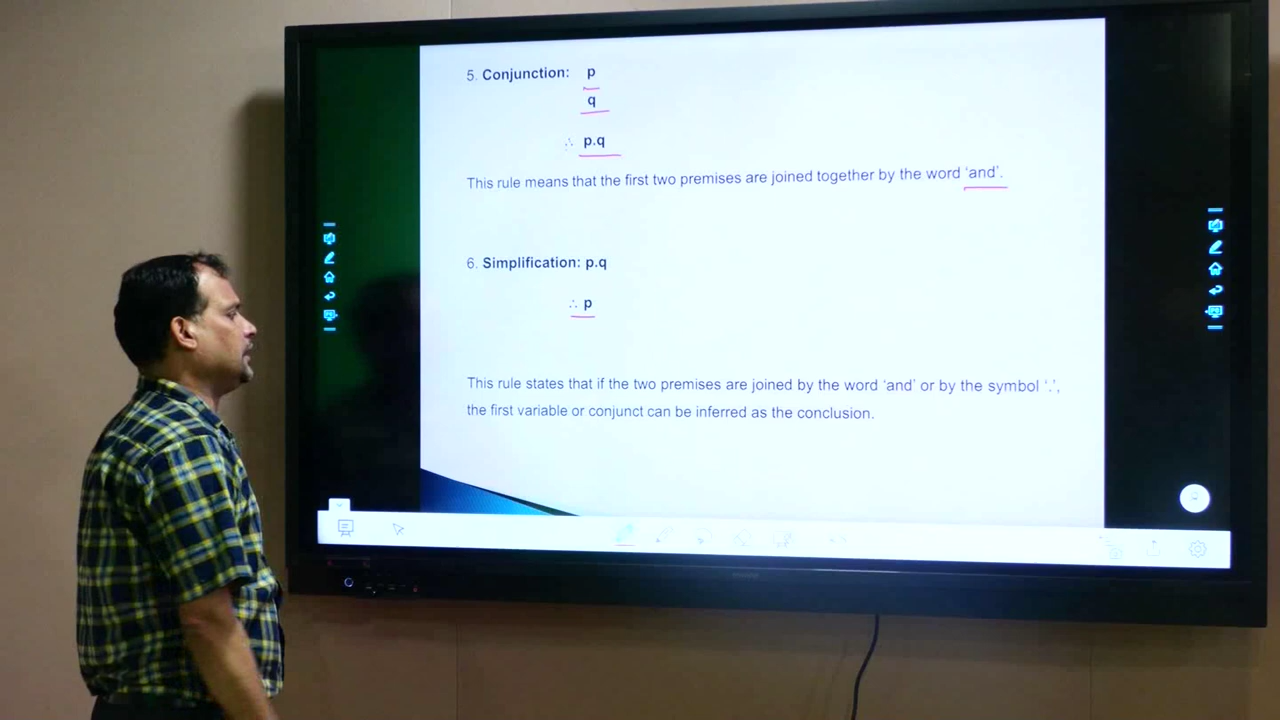 5. Conjunction: p
q
∴ p.q
This rule means that the first two premises are joined together by the word ‘and’.
6. Simplification: p.q
∴ p
This rule states that if the two premises are joined by the word ‘and’ or by the symbol ‘.’,
the first variable or conjunct can be inferred as the conclusion.